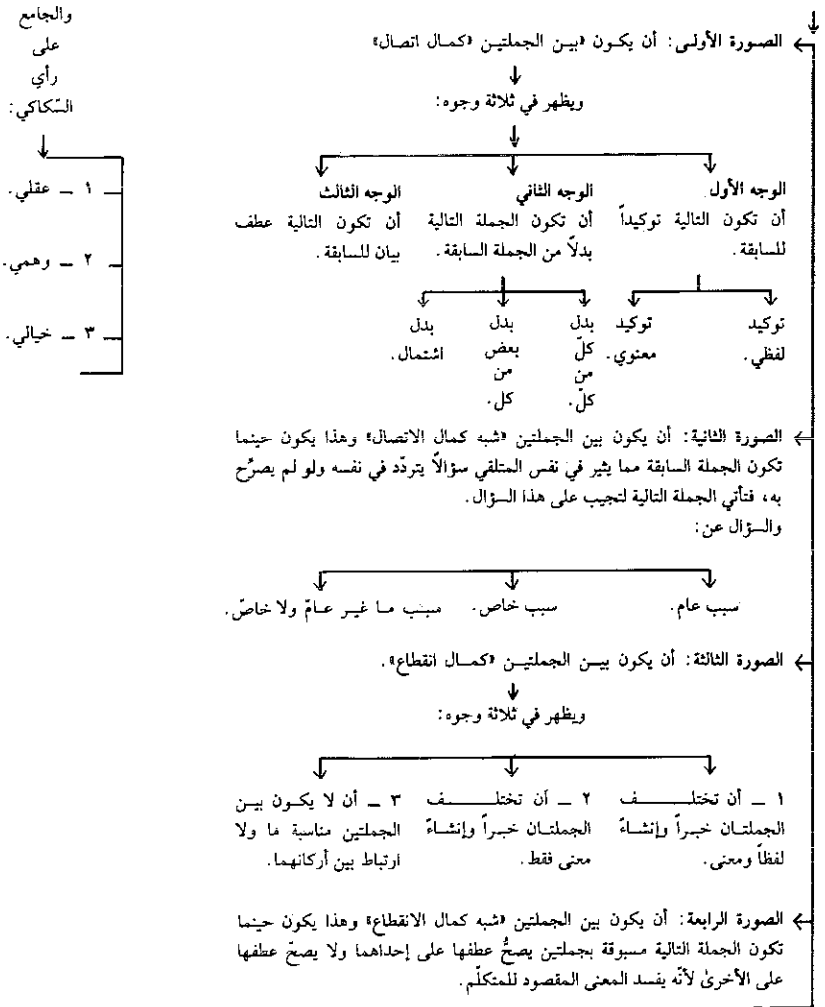 الصورة الأولى: أن يكون «بين الجملتين «كمال اتصال»
ويظهر في ثلاثة وجوه:
الوجه الأول
أن تكون التالية توكيداً
للسابقة.
توكيد
لفظي.
توكيد
معنوي.
الوجه الثاني
أن تكون الجملة التالية
بدلاً من الجملة السابقة.
بدل
كلّ
من
كلّ.
بدل
بعض
من
كل.
بدل
اشتمال.
الوجه الثالث
أن تكون التالية عطف
بيان للسابقة.
الصورة الثانية: أن يكون بين الجملتين «شبه كمال الاتصال» وهذا يكون حينما
تكون الجملة السابقة مما يثير في نفس المتلقي سؤالاً يتردّد في نفسه ولو لم يصرِّح
به، فتأتي الجملة التالية لتجيب على هذا السؤال.
والسؤال عن:
سبب عام.
سبب خاص.
سبب ما غير عامّ ولا خاصّ.
الصورة الثالثة: أن يكون بين الجملتين «كمال انقطاع».
ويظهر في ثلاثة وجوه:
١ ــ أن تختلف
الجملتان خبراً وإنشاءً
لفظاً ومعنى.
٢ ــ أن تختلف
الجملتان خبراً وإنشاءً
معنى فقط.
٣ ــ أن لا يكون بين
الجملتين مناسبة ما ولا
ارتباط بين أركانهما.
الصورة الرابعة: أن يكون بين الجملتين «شبه كمال الانقطاع» وهذا يكون حينما
تكون الجملة التالية مسبوقة بجملتين يصحُّ عطفها على إحداهما ولا يصحّ عطفها
على الأخرىٰ لأنّه يفسد المعنى المقصود للمتكلّم.
والجامع
على
رأي
السّكاكي:
١ ــ عقلي.
٢ ــ وهمي.
٣ ــ خيالي.